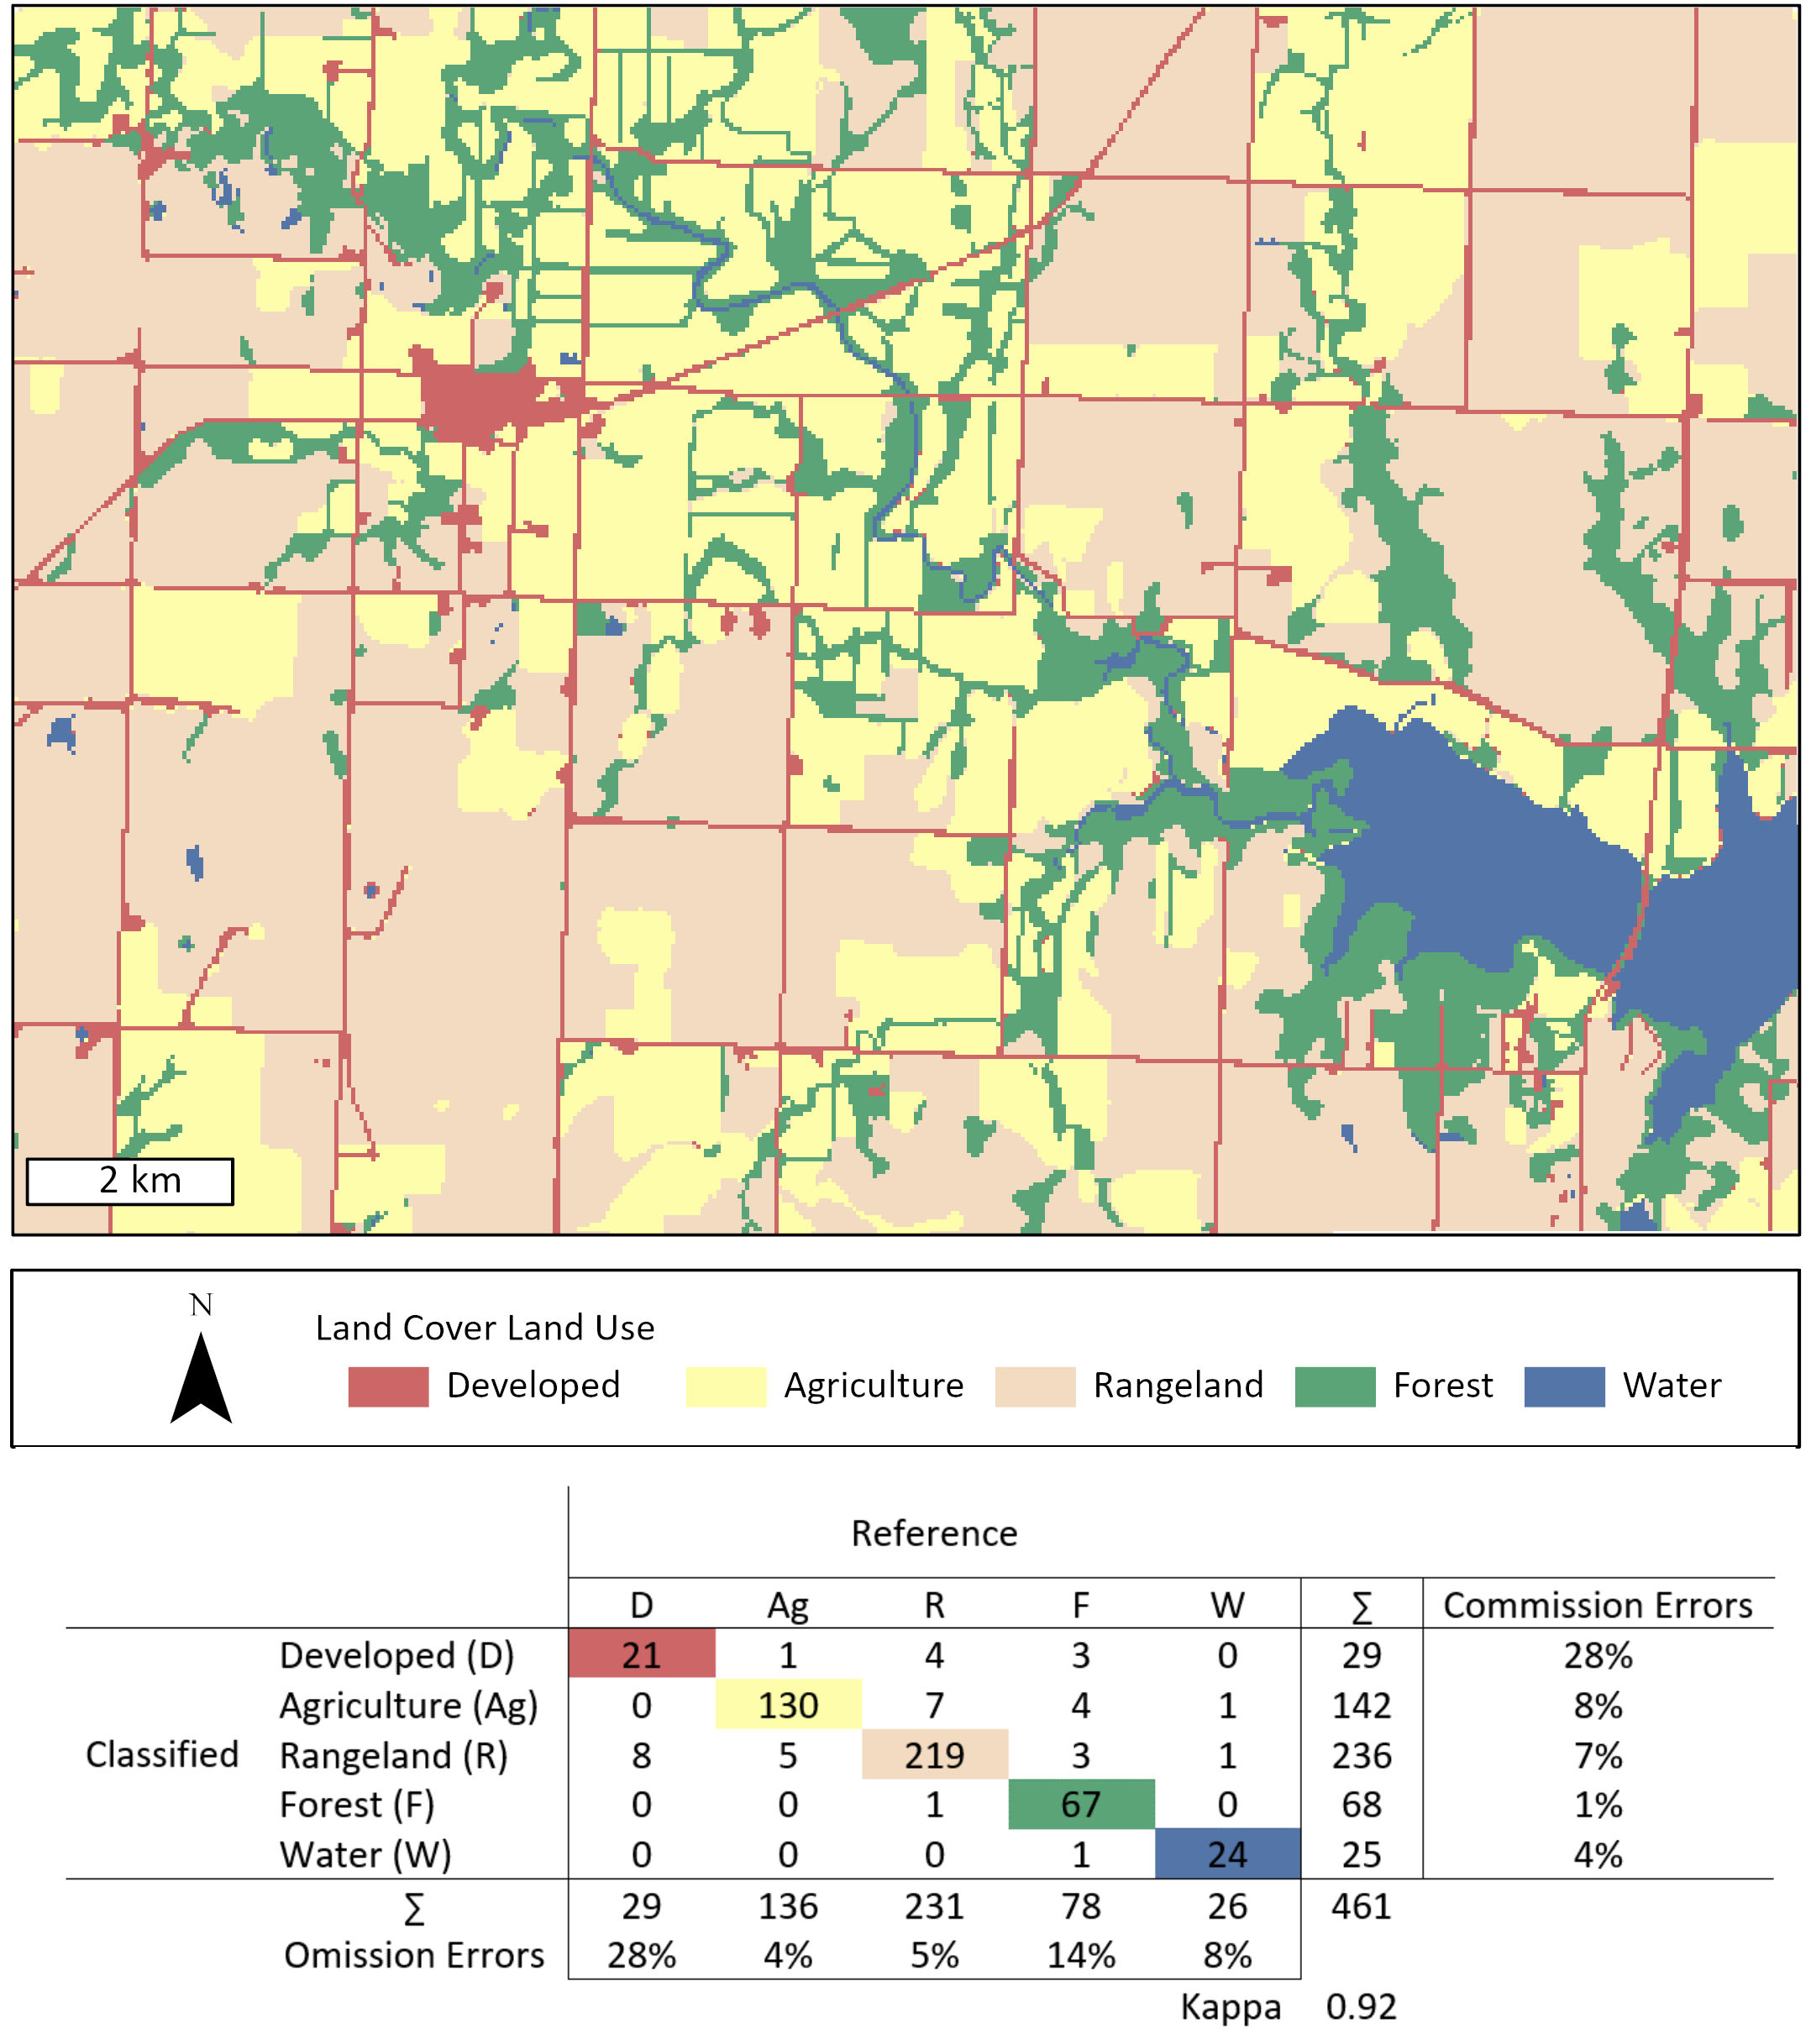 2 km
N
Land Cover Land Use
Developed Agriculture Rangeland Forest Water
Reference
D Ag R F W ∑ Commission Errors
Developed (D) 21 1 4 3 0 29 28%
Agriculture (Ag) 0 130 7 4 1 142 8%
Classified Rangeland (R) 8 5 219 3 1 236 7%
Forest (F) 0 0 1 67 0 68 1%
Water (W) 0 0 0 1 24 25 4%
∑ 29 136 231 78 26 461
Omission Errors 28% 4% 5% 14% 8%
Kappa 0.92